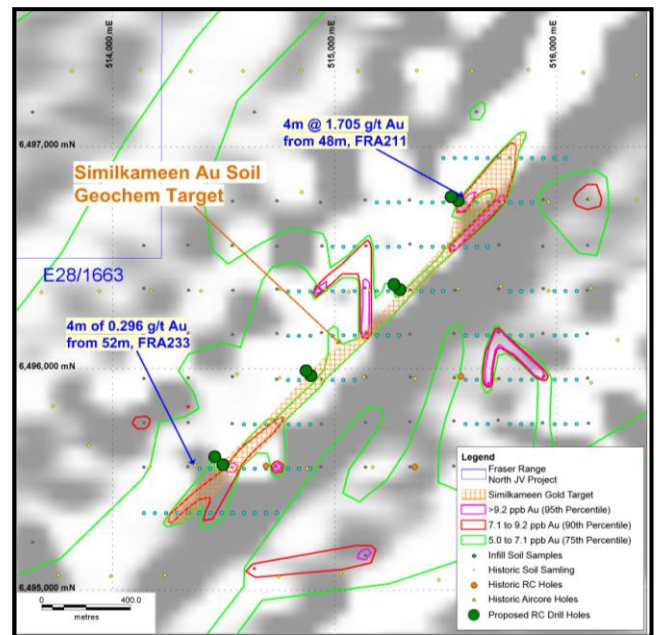 514,000 mE
515,000 mE
516,000 mE
6,497,000 mN
4m @ 1.705 g/t Au
from 48m, FRA211
Similkameen Au Soil
Geochem Target
E28/1663
4m of 0.296 g/t Au
from 52m, FRA233
6,496,000 mN
Legend
Fraser Range
North JV Project
Similkameen Gold Target
>9.2 ppb Au (95th Percentile)
7.1 to 9.2 ppb Au (90th Percentile)
5.0 to 7.1 ppb Au (75th Percentile)
Infill Soil Samples
Historic Soil Samling
Historic RC Holes
Historic Aircore Holes
Proposed RC Drill Holes
6,495,000 mN
0.0 400.0
metres